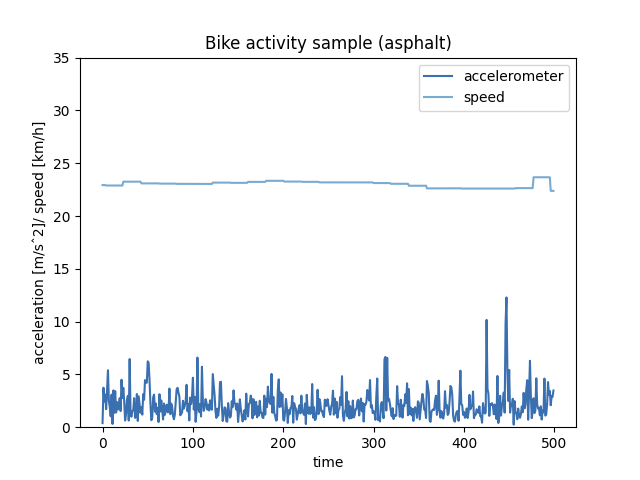 Bike activity sample (asphalt)
accelerometer
speed
acceleration [m/s^2]/ speed [km/h]
35
30
25
20
15
10
5
0
0 100 200 300 400 500
time